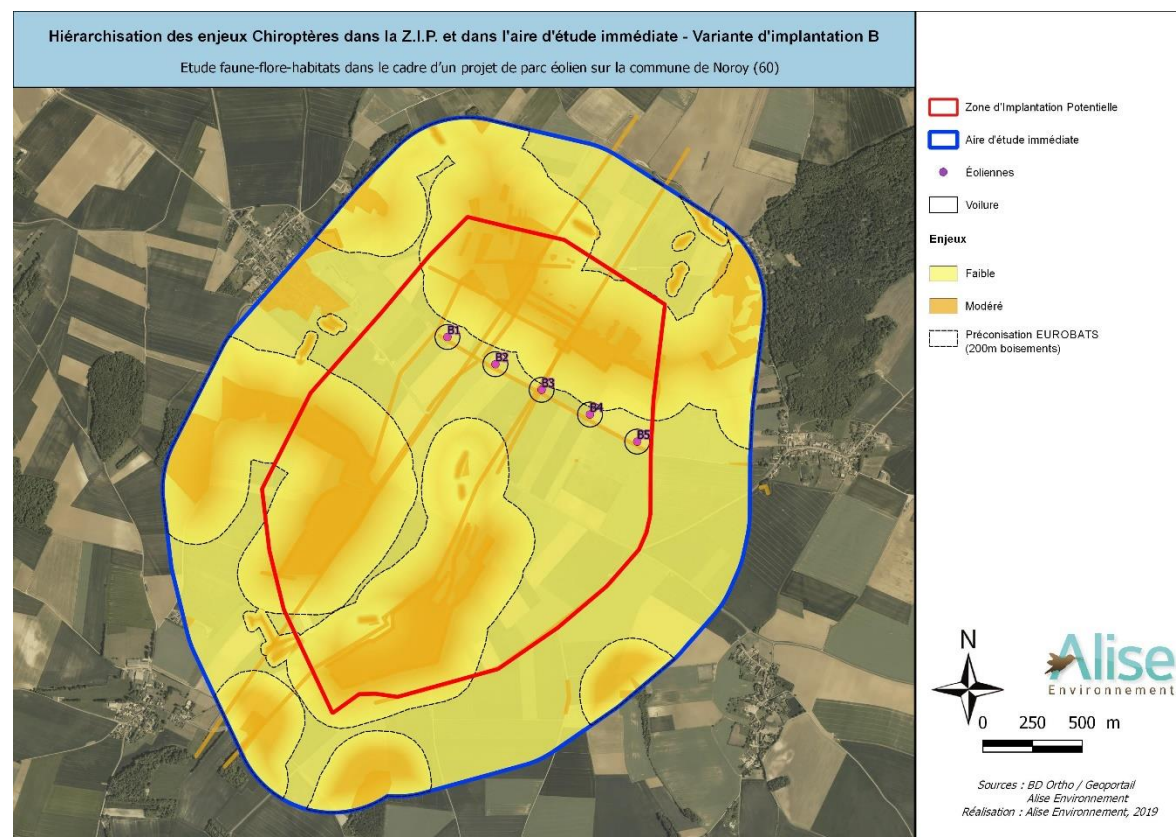 Hiérarchisation des enjeux Chiroptères dans la Z.I.P. et dans l'aire d'étude immédiate - Variante d'implantation B
Etude faune-flore-habitats dans le cadre d'un projet de parc éolien sur la commune de Noroy (60)
Zone d'Implantation Potentielle
Aire d'étude immédiate
Éoliennes
Voilure
Enjeux
Faible
Modéré
Préconisation EUROBATS
(200m boisements)
B1
B2
B3
B4
B5
N
Alise
Environnement
0 250 500 m
Sources : BD Ortho / Geoportail
Alise Environnement
Réalisation : Alise Environnement, 2019